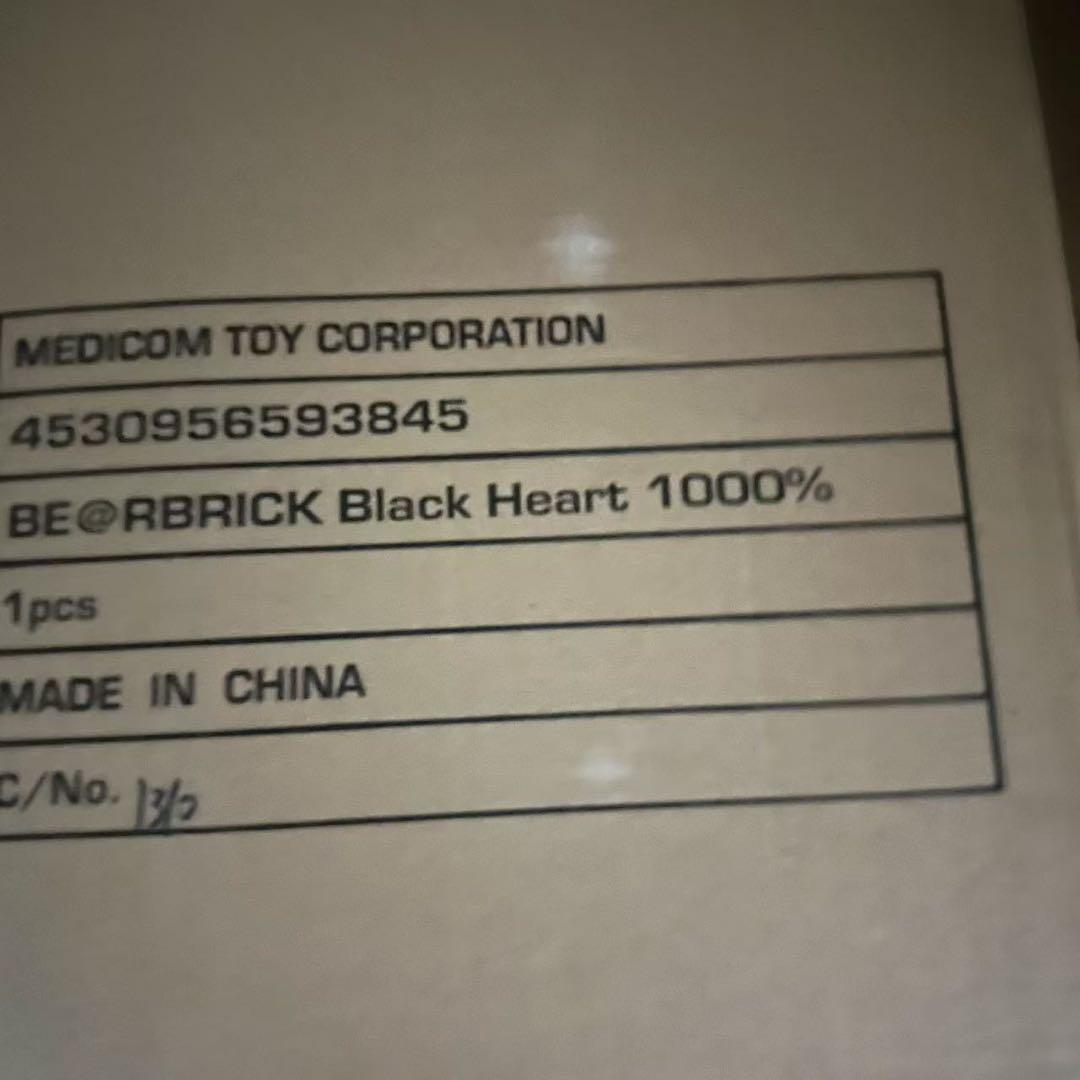 MEDICOM TOY CORPORATION
4530956593845
BE@RBRICK Black Heart 1000%
1pcs
MADE IN CHINA
C/No.